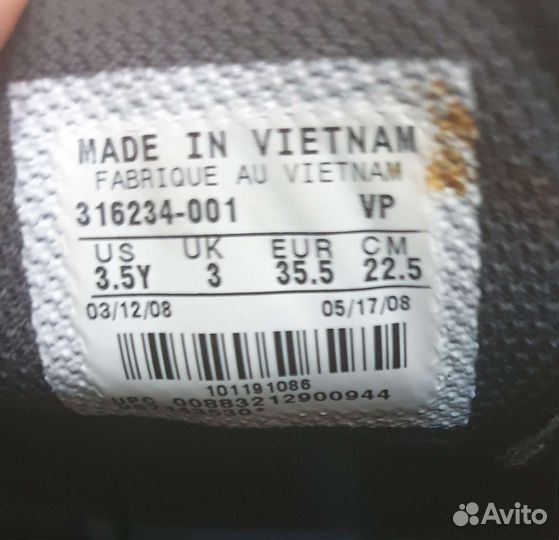 MADE IN VIETNAM
FABRIQUE AU VIETNAM
316234-001 VP
US UK EUR CM
3.5Y 3 35.5 22.5
03/12/08 05/17/08
101191086
UPC 00883212900944
Avito